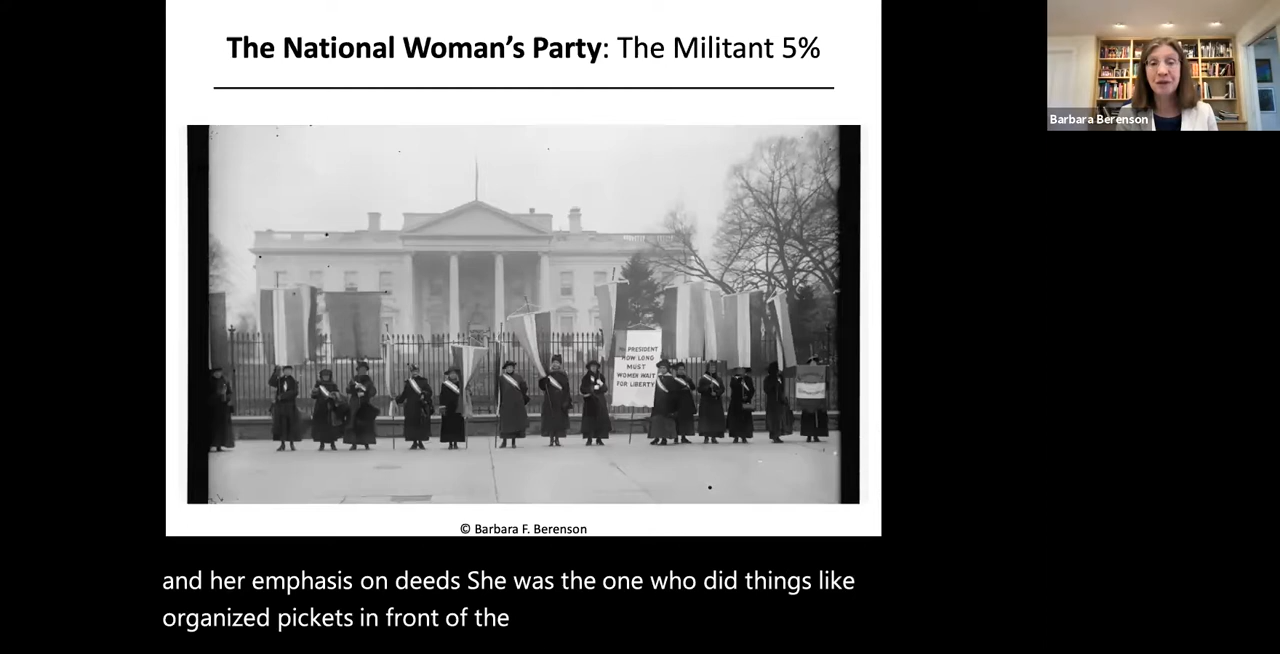 The National Woman's Party: The Militant 5%
Barbara Berenson
MR. PRESIDENT
HOW LONG
MUST
WOMEN WAIT
FOR LIBERTY
© Barbara F. Berenson
and her emphasis on deeds She was the one who did things like
organized pickets in front of the